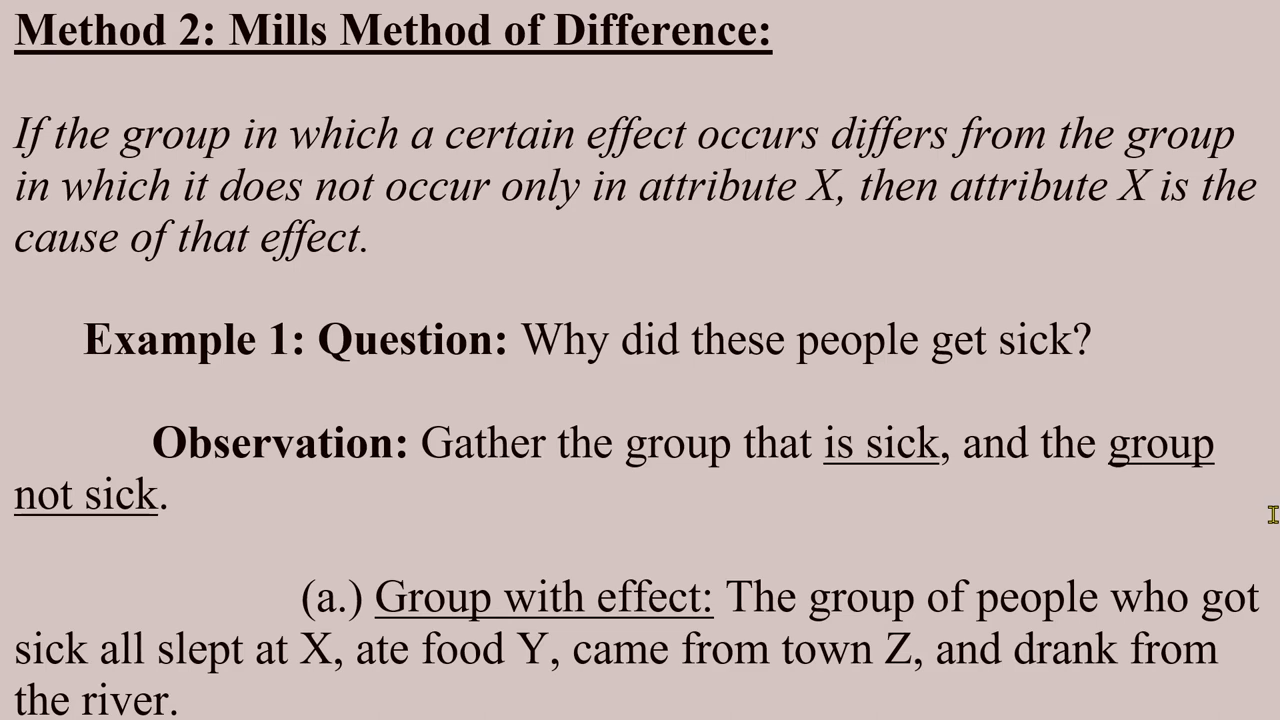 Method 2: Mills Method of Difference:
If the group in which a certain effect occurs differs from the group
in which it does not occur only in attribute X, then attribute X is the
cause of that effect.
Example 1: Question: Why did these people get sick?
Observation: Gather the group that is sick, and the group
not sick.
(a.) Group with effect: The group of people who got
sick all slept at X, ate food Y, came from town Z, and drank from
the river.